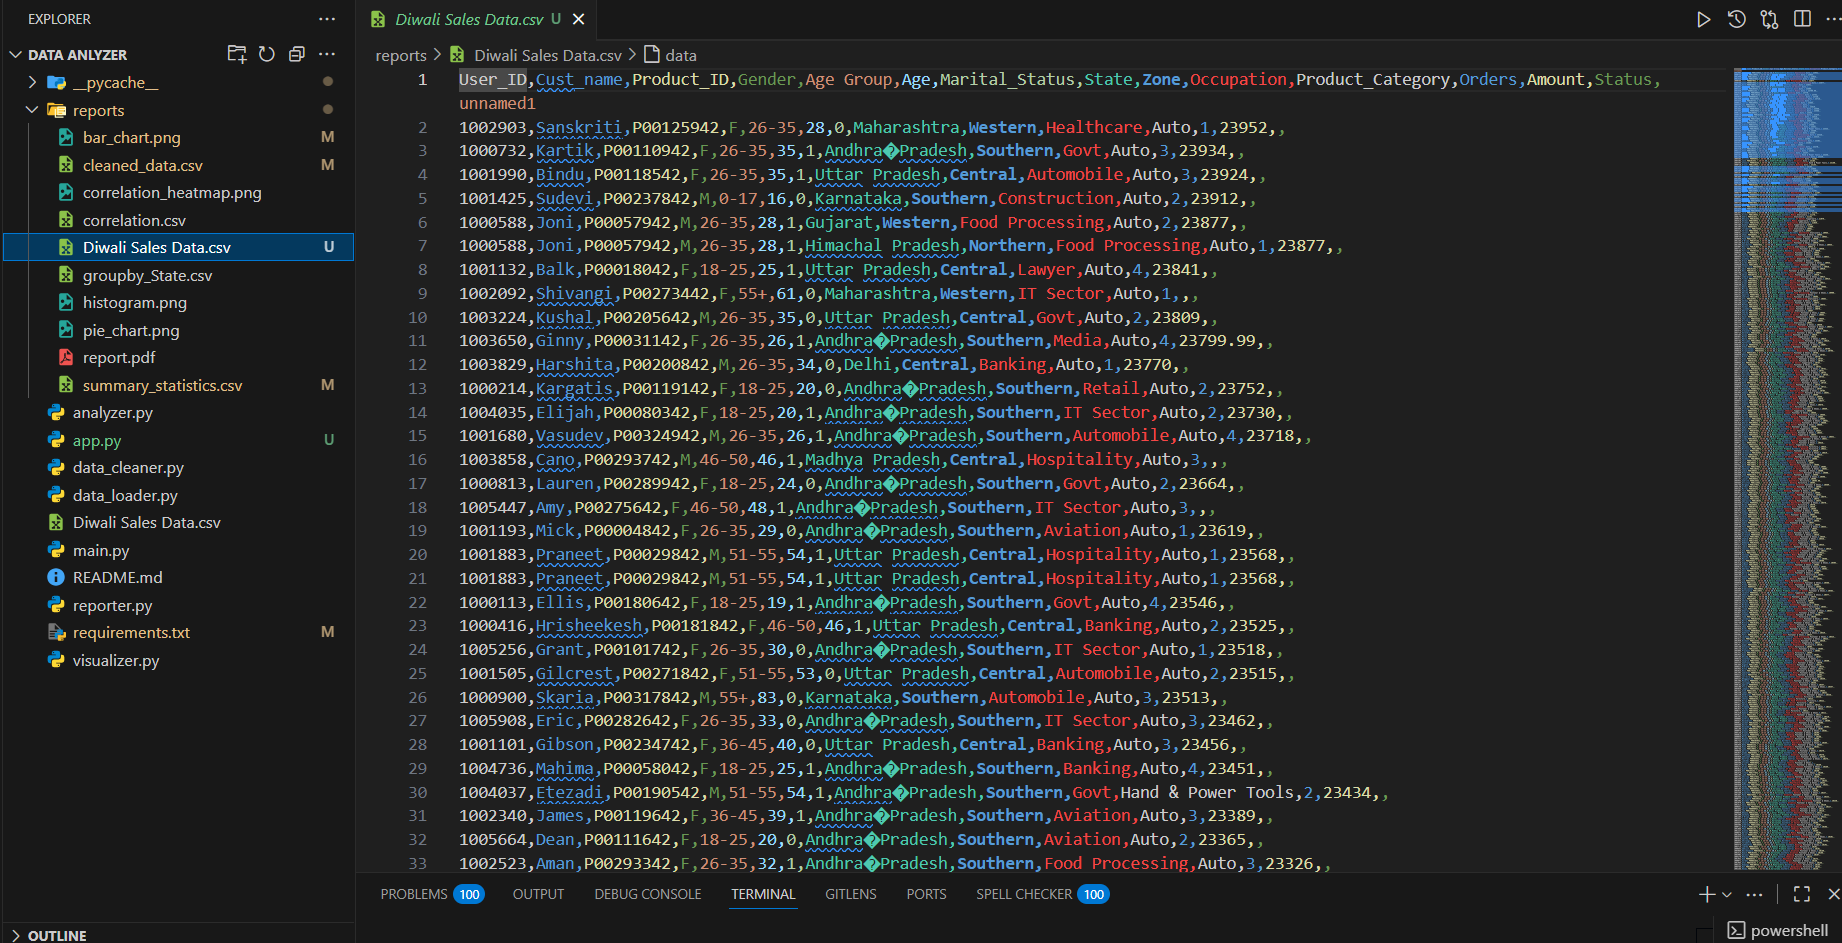 EXPLORER
DATA ANLYZER
__pycache__
reports
bar_chart.png M
cleaned_data.csv M
correlation_heatmap.png
correlation.csv
Diwali Sales Data.csv U
groupby_State.csv
histogram.png
pie_chart.png
report.pdf
summary_statistics.csv M
analyzer.py
app.py U
data_cleaner.py
data_loader.py
Diwali Sales Data.csv
main.py
README.md
reporter.py
requirements.txt M
visualizer.py
OUTLINE
Diwali Sales Data.csv U
reports > Diwali Sales Data.csv > data
1 User_ID,Cust_name,Product_ID,Gender,Age Group,Age,Marital_Status,State,Zone,Occupation,Product_Category,Orders,Amount,Status,
unnamed1
2 1002903,Sanskriti,P00125942,F,26-35,28,0,Maharashtra,Western,Healthcare,Auto,1,23952,,
3 1000732,Kartik,P00110942,F,26-35,35,1,Andhra�Pradesh,Southern,Govt,Auto,3,23934,,
4 1001990,Bindu,P00118542,F,26-35,35,1,Uttar Pradesh,Central,Automobile,Auto,3,23924,,
5 1001425,Sudevi,P00237842,M,0-17,16,0,Karnataka,Southern,Construction,Auto,2,23912,,
6 1000588,Joni,P00057942,M,26-35,28,1,Gujarat,Western,Food Processing,Auto,2,23877,,
7 1000588,Joni,P00057942,M,26-35,28,1,Himachal Pradesh,Northern,Food Processing,Auto,1,23877,,
8 1001132,Balk,P00018042,F,18-25,25,1,Uttar Pradesh,Central,Lawyer,Auto,4,23841,,
9 1002092,Shivangi,P00273442,F,55+,61,0,Maharashtra,Western,IT Sector,Auto,1,,,
10 1003224,Kushal,P00205642,M,26-35,35,0,Uttar Pradesh,Central,Govt,Auto,2,23809,,
11 1003650,Ginny,P00031142,F,26-35,26,1,Andhra�Pradesh,Southern,Media,Auto,4,23799.99,,
12 1003829,Harshita,P00200842,M,26-35,34,0,Delhi,Central,Banking,Auto,1,23770,,
13 1000214,Kargatis,P00119142,F,18-25,20,0,Andhra�Pradesh,Southern,Retail,Auto,2,23752,,
14 1004035,Elijah,P00080342,F,18-25,20,1,Andhra�Pradesh,Southern,IT Sector,Auto,2,23730,,
15 1001680,Vasudev,P00324942,M,26-35,26,1,Andhra�Pradesh,Southern,Automobile,Auto,4,23718,,
16 1003858,Cano,P00293742,M,46-50,46,1,Madhya Pradesh,Central,Hospitality,Auto,3,,,
17 1000813,Lauren,P00289942,F,18-25,24,0,Andhra�Pradesh,Southern,Govt,Auto,2,23664,,
18 1005447,Amy,P00275642,F,46-50,48,1,Andhra�Pradesh,Southern,IT Sector,Auto,3,,,
19 1001193,Mick,P00004842,F,26-35,29,0,Andhra�Pradesh,Southern,Aviation,Auto,1,23619,,
20 1001883,Praneet,P00029842,M,51-55,54,1,Uttar Pradesh,Central,Hospitality,Auto,1,23568,,
21 1001883,Praneet,P00029842,M,51-55,54,1,Uttar Pradesh,Central,Hospitality,Auto,1,23568,,
22 1000113,Ellis,P00180642,F,18-25,19,1,Andhra�Pradesh,Southern,Govt,Auto,4,23546,,
23 1000416,Hrisheekesh,P00181842,F,46-50,46,1,Uttar Pradesh,Central,Banking,Auto,2,23525,,
24 1005256,Grant,P00101742,F,26-35,30,0,Andhra�Pradesh,Southern,IT Sector,Auto,1,23518,,
25 1001505,Gilcrest,P00271842,F,51-55,53,0,Uttar Pradesh,Central,Automobile,Auto,2,23515,,
26 1000900,Skaria,P00317842,M,55+,83,0,Karnataka,Southern,Automobile,Auto,3,23513,,
27 1005908,Eric,P00282642,F,26-35,33,0,Andhra�Pradesh,Southern,IT Sector,Auto,3,23462,,
28 1001101,Gibson,P00234742,F,36-45,40,0,Uttar Pradesh,Central,Banking,Auto,3,23456,,
29 1004736,Mahima,P00058042,F,18-25,25,1,Andhra�Pradesh,Southern,Banking,Auto,4,23451,,
30 1004037,Etezadi,P00190542,M,51-55,54,1,Andhra�Pradesh,Southern,Govt,Hand & Power Tools,2,23434,,
31 1002340,James,P00119642,F,36-45,39,1,Andhra�Pradesh,Southern,Aviation,Auto,3,23389,,
32 1005664,Dean,P00111642,F,18-25,20,0,Andhra�Pradesh,Southern,Aviation,Auto,2,23365,,
33 1002523,Aman,P00293342,F,26-35,32,1,Andhra�Pradesh,Southern,Food Processing,Auto,3,23326,,
PROBLEMS 100 OUTPUT DEBUG CONSOLE TERMINAL GITLENS PORTS SPELL CHECKER 100
powershell